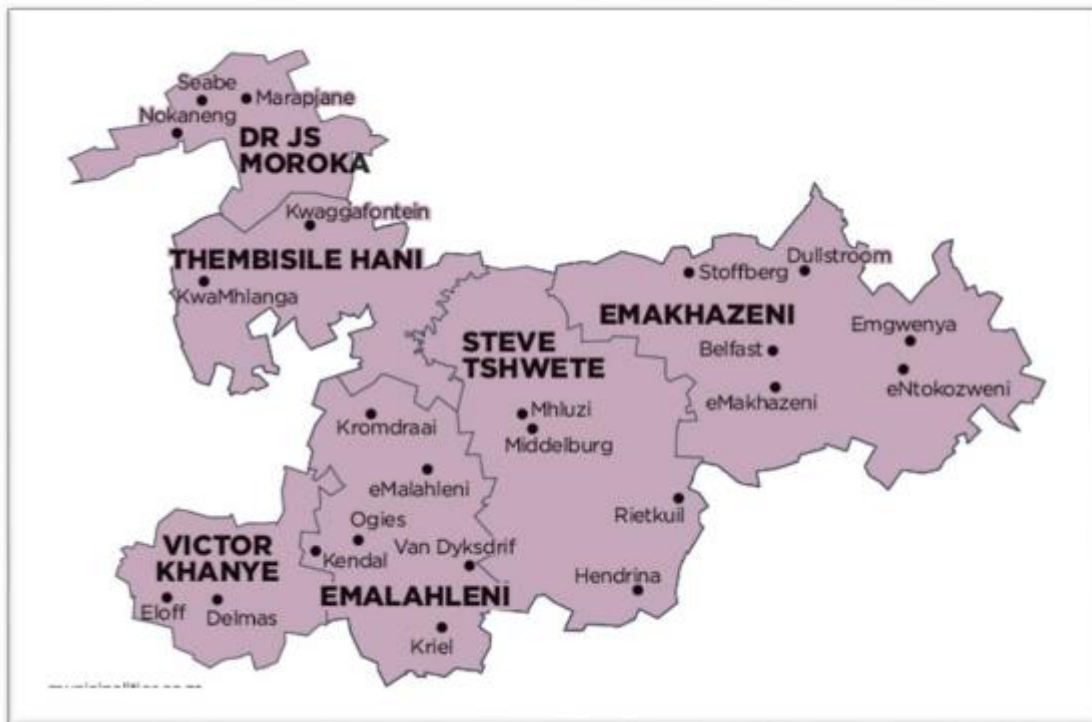 Seabe
Marapjane
Nokaneng
DR JS
MOROKA
Kwaggafontein
THEMBISILE HANI
KwaMhlanga
Dullstroom
Stoffberg
EMAKHAZENI
Emgwenya
STEVE
TSHWETE
Belfast
eNtokozweni
eMakhazeni
Mhluzi
Middelburg
Kromdraai
eMalahleni
Rietkuil
Ogies
VICTOR
KHANYE
Kendal
Van Dyksdrif
Hendrina
EMALAHLENI
Eloff
Delmas
Kriel